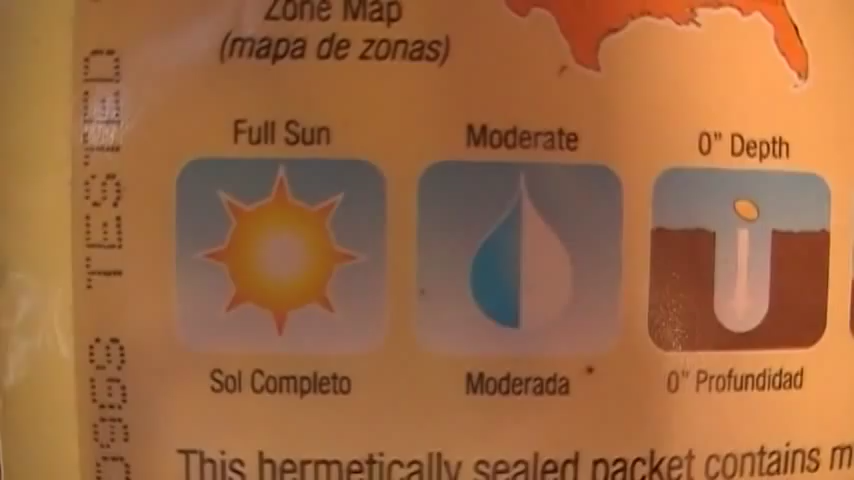 Zone Map
(mapa de zonas)
Full Sun
Moderate
0" Depth
Sol Completo
Moderada
0" Profundidad
This hermetically sealed packet contains
TESTED